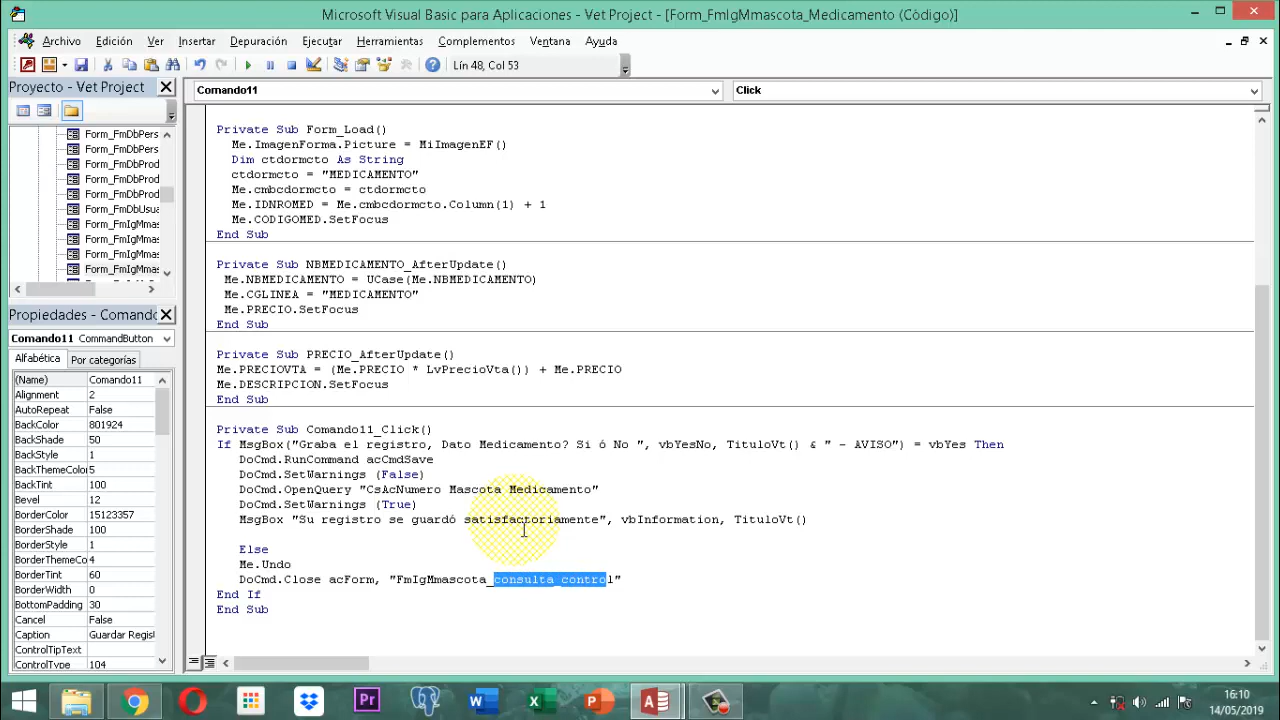 Microsoft Visual Basic para Aplicaciones - Vet Project - [Form_FmIgMmascota_Medicamento (Código)]
Archivo Edición Ver Insertar Formato Depuración Ejecutar Herramientas Complementos Ventana Ayuda
Lín 48, Col 53
Proyecto - Vet Project
Comando11
Click
Form_FmDbPers
Form_FmDbPers
Form_FmDbProd
Form_FmDbProd
Form_FmDbProd
Form_FmDbUsua
Form_FmIgMmas
Form_FmIgMmas
Form_FmIgMmas
Form_FmIgMmas
Propiedades - Comando
Comando11 CommandButton
Alfabética Por categorías
(Name) Comando11
Alignment 2
AutoRepeat False
BackColor 801924
BackShade 50
BackStyle 1
BackThemeColor 5
BackTint 100
Bevel 12
BorderColor 15123357
BorderShade 100
BorderStyle 1
BorderThemeC 4
BorderTint 60
BorderWidth 0
BottomPadding 30
Cancel False
Caption Guardar Regist
ControlTipText
ControlType 104
Private Sub Form_Load()
Me.ImagenForma.Picture = MiImagenEF()
Dim ctdormcto As String
ctdormcto = "MEDICAMENTO"
Me.cmbcdormcto = ctdormcto
Me.IDNROMED = Me.cmbcdormcto.Column(1) + 1
Me.CODIGOMED.SetFocus
End Sub
Private Sub NBMEDICAMENTO_AfterUpdate()
Me.NBMEDICAMENTO = UCase(Me.NBMEDICAMENTO)
Me.CGLINEA = "MEDICAMENTO"
Me.PRECIO.SetFocus
End Sub
Private Sub PRECIO_AfterUpdate()
Me.PRECIOVTA = (Me.PRECIO * LvPrecioVta()) + Me.PRECIO
Me.DESCRIPCION.SetFocus
End Sub
Private Sub Comando11_Click()
If MsgBox("Graba el registro, Dato Medicamento? Si ó No ", vbYesNo, TituloVt() & " - AVISO") = vbYes Then
DoCmd.RunCommand acCmdSave
DoCmd.SetWarnings (False)
DoCmd.OpenQuery "CsAcNumero Mascota Medicamento"
DoCmd.SetWarnings (True)
MsgBox "Su registro se guardó satisfactoriamente", vbInformation, TituloVt()
Else
Me.Undo
DoCmd.Close acForm, "FmIgMmascota_consulta_control"
End If
End Sub
16:10
14/05/2019